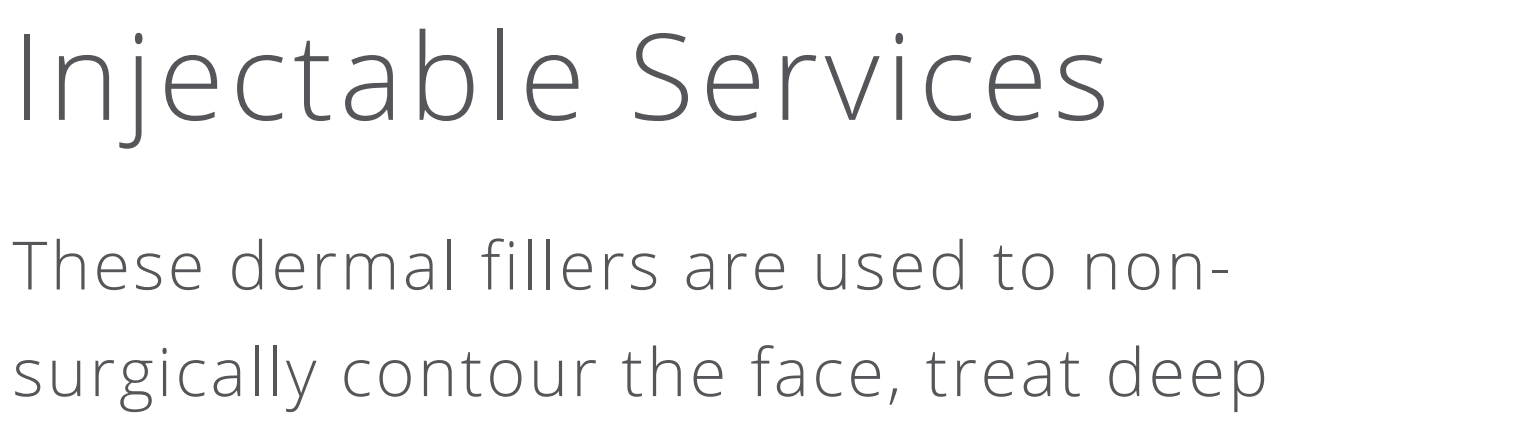 Injectable Services
These dermal fillers are used to non-
surgically contour the face, treat deep